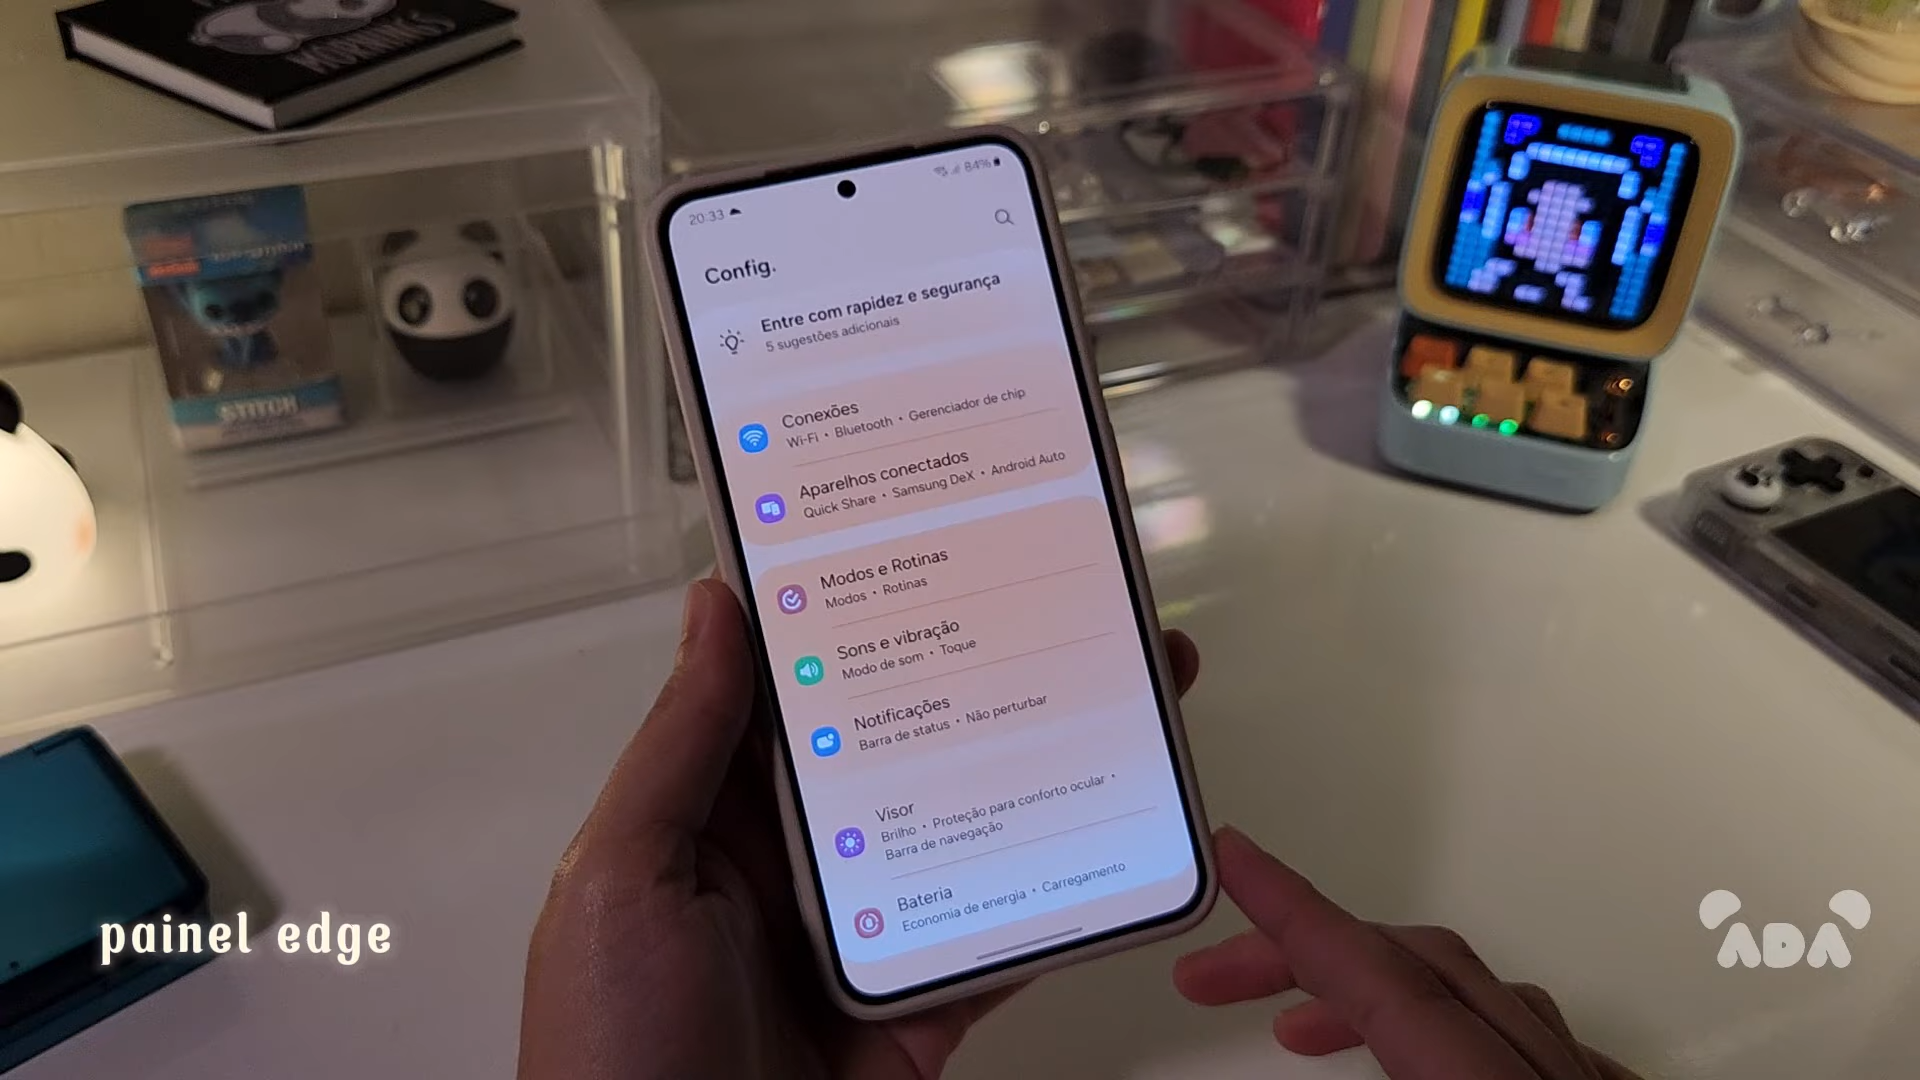 MORNINGS
STITCH
20:33
84%
Config.
Entre com rapidez e segurança
5 sugestões adicionais
Conexões
Wi-Fi • Bluetooth • Gerenciador de chip
Aparelhos conectados
Quick Share • Samsung DeX • Android Auto
Modos e Rotinas
Modos • Rotinas
Sons e vibração
Modo de som • Toque
Notificações
Barra de status • Não perturbar
Visor
Brilho • Proteção para conforto ocular •
Barra de navegação
Bateria
Economia de energia • Carregamento
painel edge
ADA